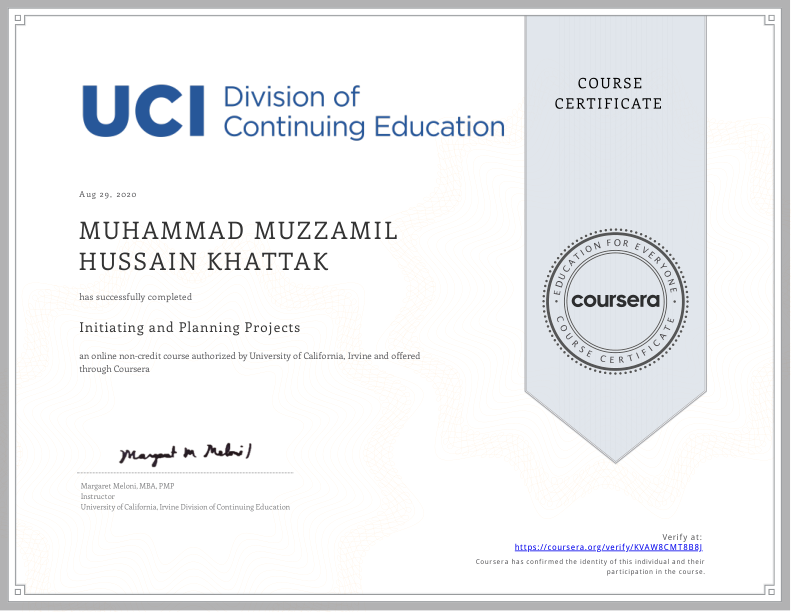 UCI Division of
Continuing Education
COURSE
CERTIFICATE
Aug 29, 2020
MUHAMMAD MUZZAMIL
HUSSAIN KHATTAK
has successfully completed
Initiating and Planning Projects
an online non-credit course authorized by University of California, Irvine and offered
through Coursera
EDUCATION FOR EVERYONE
coursera
COURSE CERTIFICATE
Margaret M Meloni
Margaret Meloni, MBA, PMP
Instructor
University of California, Irvine Division of Continuing Education
Verify at:
https://coursera.org/verify/KVAW8CMT8B8J
Coursera has confirmed the identity of this individual and their
participation in the course.